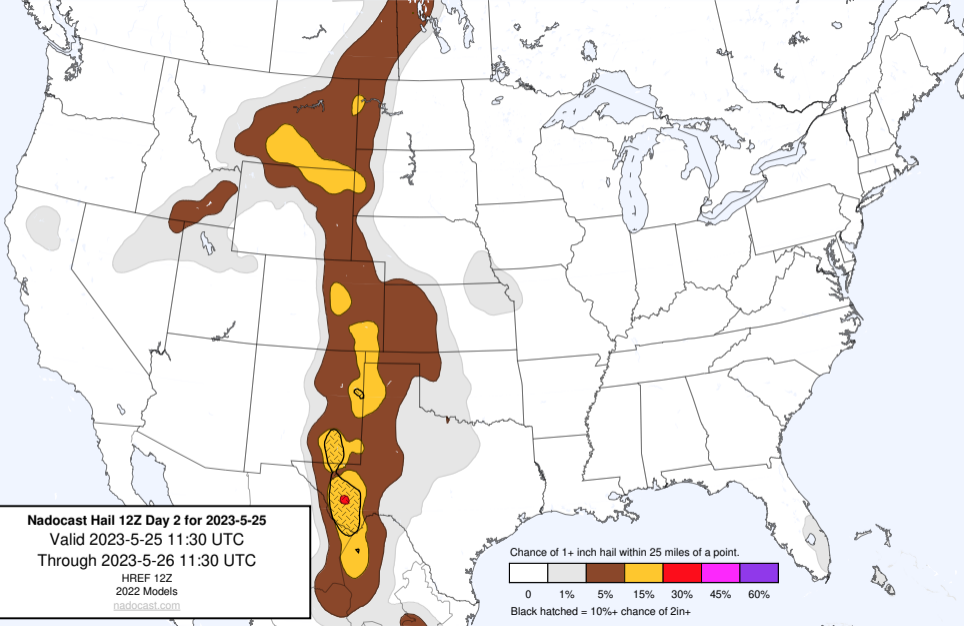 Nadocast Hail 12Z Day 2 for 2023-5-25
Valid 2023-5-25 11:30 UTC
Through 2023-5-26 11:30 UTC
HREF 12Z
2022 Models
nadocast.com
Chance of 1+ inch hail within 25 miles of a point.
0 1% 5% 15% 30% 45% 60%
Black hatched = 10%+ chance of 2in+